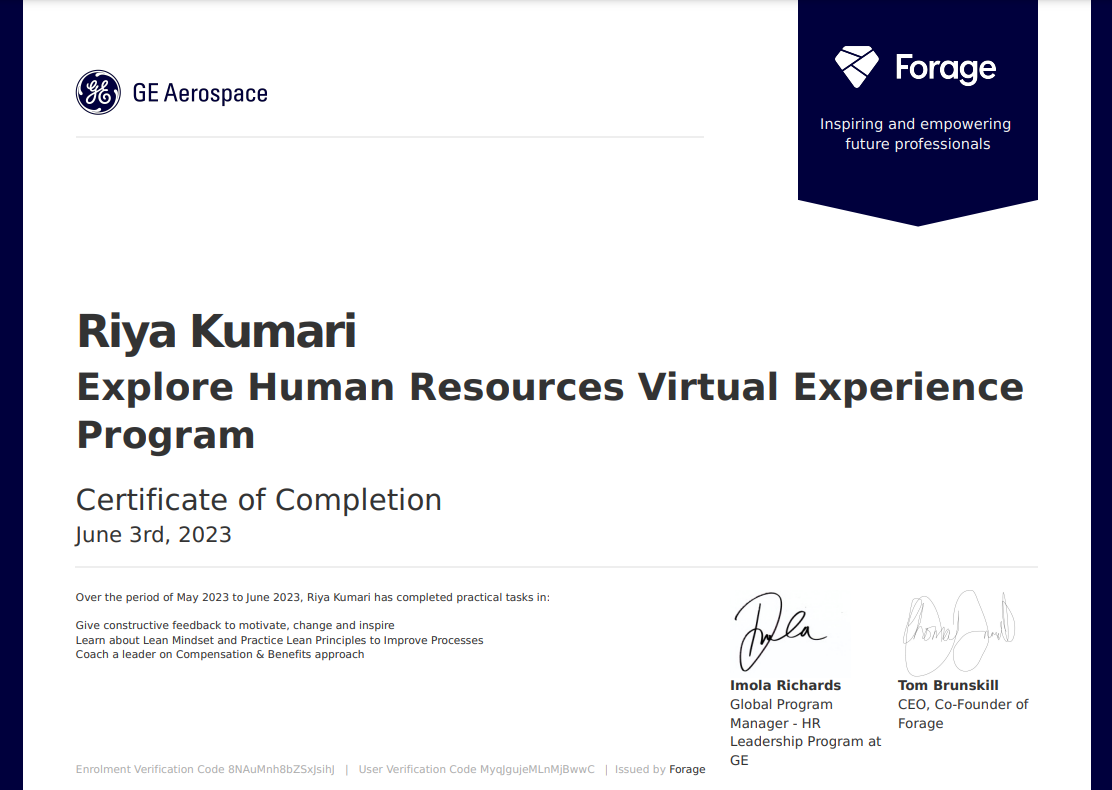 GE Aerospace
Forage
Inspiring and empowering
future professionals
Riya Kumari
Explore Human Resources Virtual Experience
Program
Certificate of Completion
June 3rd, 2023
Over the period of May 2023 to June 2023, Riya Kumari has completed practical tasks in:
Give constructive feedback to motivate, change and inspire
Learn about Lean Mindset and Practice Lean Principles to Improve Processes
Coach a leader on Compensation & Benefits approach
Imola Richards
Global Program
Manager - HR
Leadership Program at
GE
Tom Brunskill
CEO, Co-Founder of
Forage
Enrolment Verification Code 8NAuMnh8bZSxJsihJ | User Verification Code MyqJgujeMLnMjBwwC | Issued by Forage